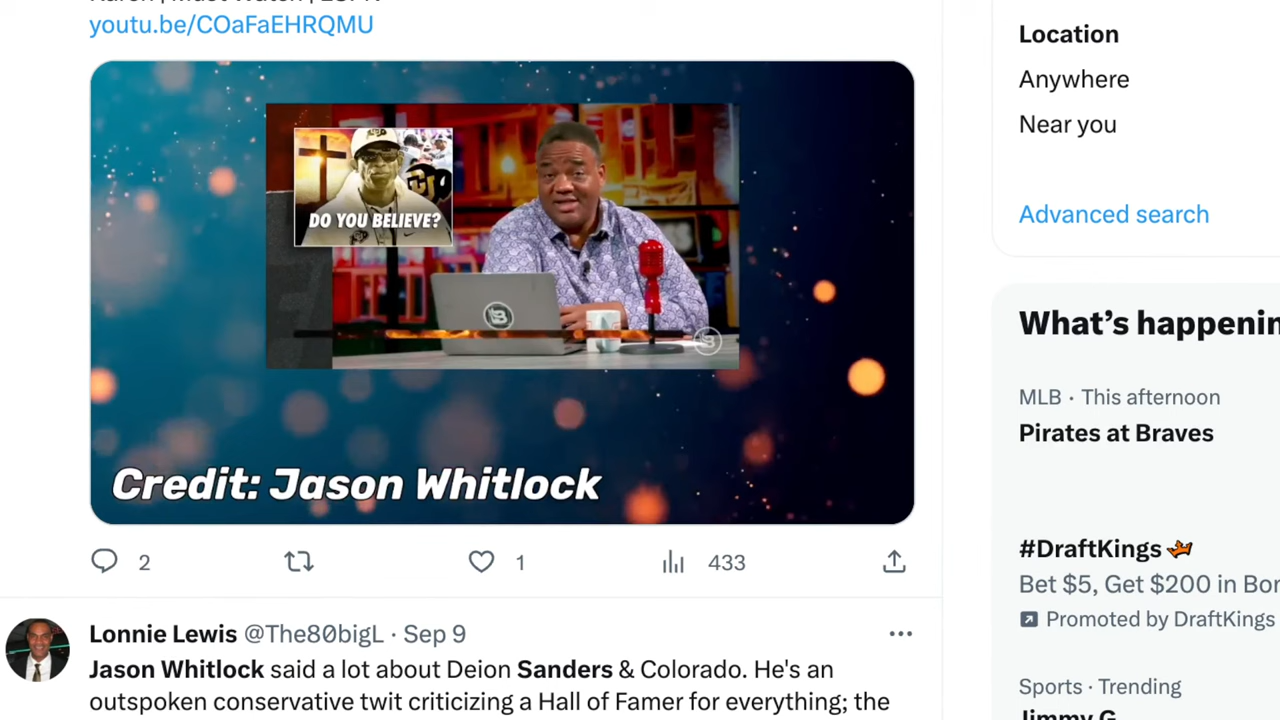 youtu.be/COaFaEHRQMU
DO YOU BELIEVE?
Credit: Jason Whitlock
2
1
433
Lonnie Lewis @The80bigL · Sep 9
Jason Whitlock said a lot about Deion Sanders & Colorado. He's an
outspoken conservative twit criticizing a Hall of Famer for everything; the
Location
Anywhere
Near you
Advanced search
What's happenin
MLB · This afternoon
Pirates at Braves
#DraftKings
Bet $5, Get $200 in Bor
Promoted by DraftKings
Sports · Trending
Jimmy G